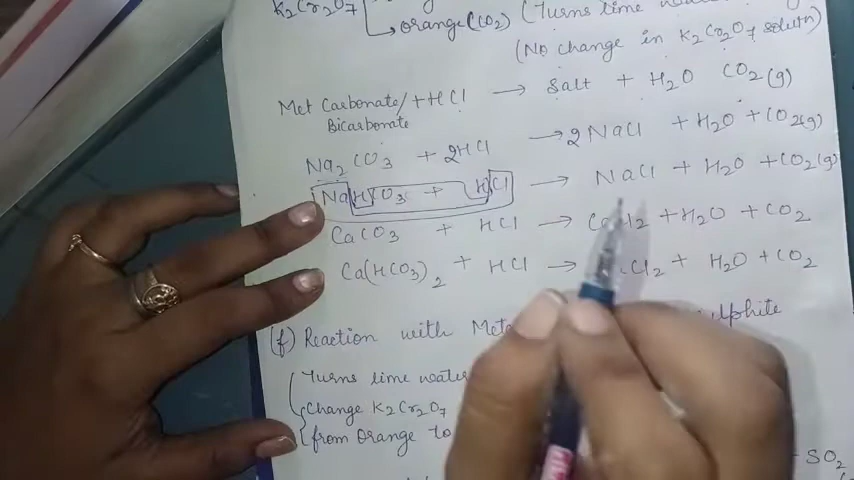 K2Cr2O7
orange (CO2) (Turns lime water
(No change in K2Cr2O7 solutn)
Met Carbonate/ + HCl → Salt + H2O CO2(g)
Bicarbonate
Na2CO3 + 2HCl → 2NaCl + H2O + CO2(g)
NaHCO3 + HCl → NaCl + H2O + CO2(g)
CaCO3 + HCl → + H2O + CO2
Ca(HCO3)2 + HCl → Cl2 + H2O + CO2
(f) Reaction with Meta
Turns lime water
Change K2Cr2O7
from Orange to
SO2